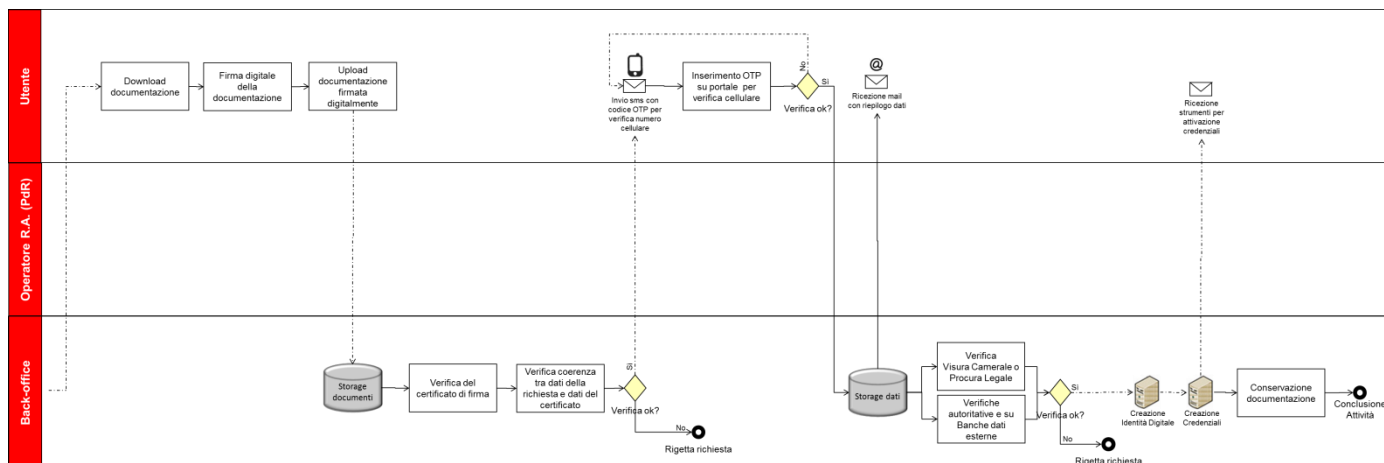 Utente
Download
documentazione
Firma digitale
della
documentazione
Upload
documentazione
firmata
digitalmente
Invio sms con
codice OTP per
verifica numero
cellulare
Inserimento OTP
su portale per
verifica cellulare
No
Si
Verifica ok?
@
Ricezione mail
con riepilogo dati
Ricezione
strumenti per
attivazione
credenziali
Operatore R.A. (PdR)
Back-office
Storage
documenti
Verifica del
certificato di firma
Verifica coerenza
tra dati della
richiesta e dati del
certificato
Si
Verifica ok?
No
Rigetta richiesta
Storage dati
Verifica
Visura Camerale o
Procura Legale
Verifiche
autoritative e su
Banche dati
esterne
Si
Verifica ok?
No
Rigetta richiesta
Creazione
Identità Digitale
Creazione
Credenziali
Conservazione
documentazione
Conclusione
Attività